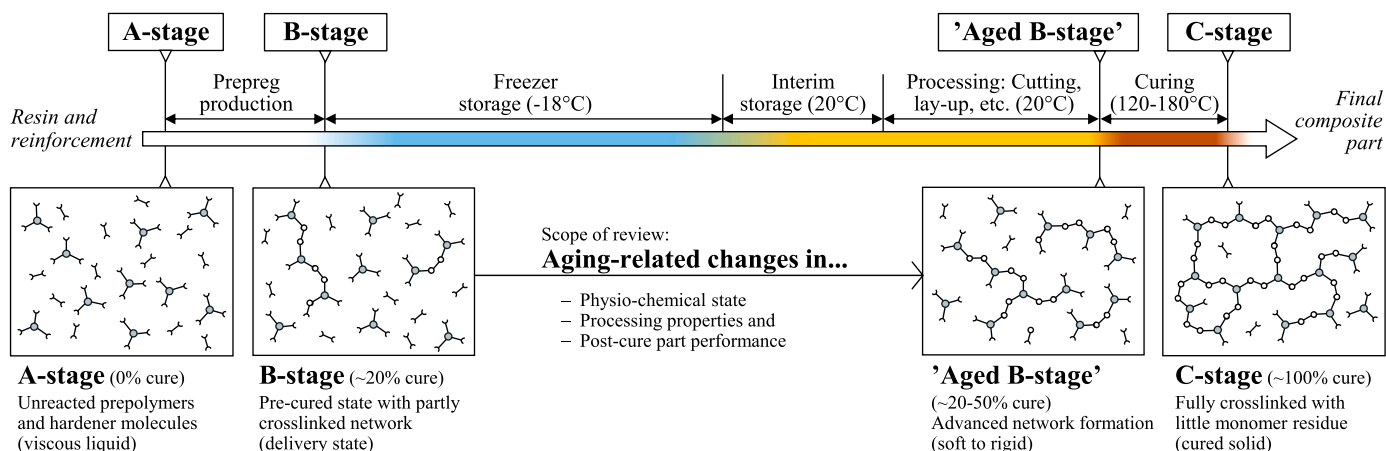 A-stage
B-stage
’Aged B-stage’
C-stage
Resin and
reinforcement
Prepreg
production
Freezer
storage (-18°C)
Interim
storage (20°C)
Processing: Cutting,
lay-up, etc. (20°C)
Curing
(120-180°C)
Final
composite
part
Scope of review:
Aging-related changes in...
– Physio-chemical state
– Processing properties and
– Post-cure part performance
A-stage (0% cure)
Unreacted prepolymers
and hardener molecules
(viscous liquid)
B-stage (~20% cure)
Pre-cured state with partly
crosslinked network
(delivery state)
’Aged B-stage’
(~20-50% cure)
Advanced network formation
(soft to rigid)
C-stage (~100% cure)
Fully crosslinked with
little monomer residue
(cured solid)